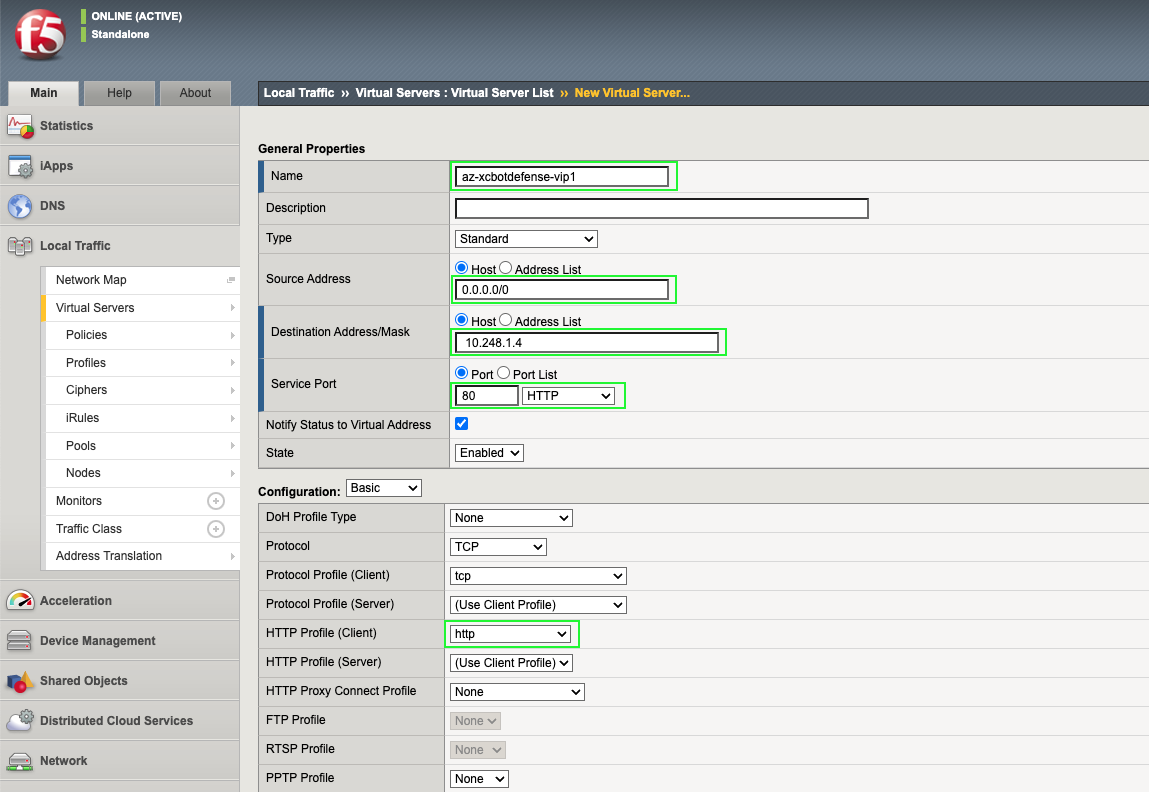 f5
ONLINE (ACTIVE)
Standalone
Main Help About
Local Traffic ›› Virtual Servers : Virtual Server List ›› New Virtual Server...
Statistics
iApps
DNS
Local Traffic
Network Map
Virtual Servers
Policies
Profiles
Ciphers
iRules
Pools
Nodes
Monitors
Traffic Class
Address Translation
Acceleration
Device Management
Shared Objects
Distributed Cloud Services
Network
General Properties
Name az-xcbotdefense-vip1
Description
Type Standard
Source Address Host Address List
0.0.0.0/0
Destination Address/Mask Host Address List
10.248.1.4
Service Port Port Port List
80 HTTP
Notify Status to Virtual Address
State Enabled
Configuration: Basic
DoH Profile Type None
Protocol TCP
Protocol Profile (Client) tcp
Protocol Profile (Server) (Use Client Profile)
HTTP Profile (Client) http
HTTP Profile (Server) (Use Client Profile)
HTTP Proxy Connect Profile None
FTP Profile None
RTSP Profile None
PPTP Profile None